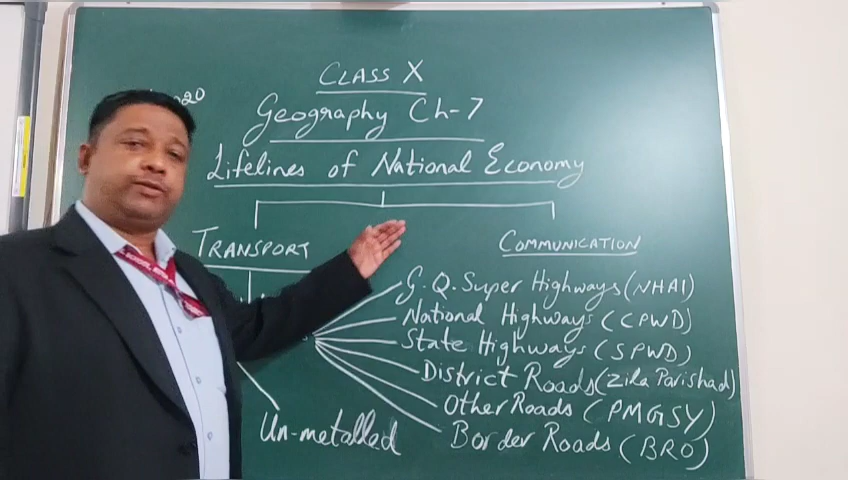 20
CLASS X
Geography Ch-7
Lifelines of National Economy
TRANSPORT
COMMUNICATION
G.Q. Super Highways (NHAI)
National Highways (CPWD)
State Highways (SPWD)
District Roads (Zila Parishad)
Other Roads (PMGSY)
Border Roads (BRO)
Un-metalled